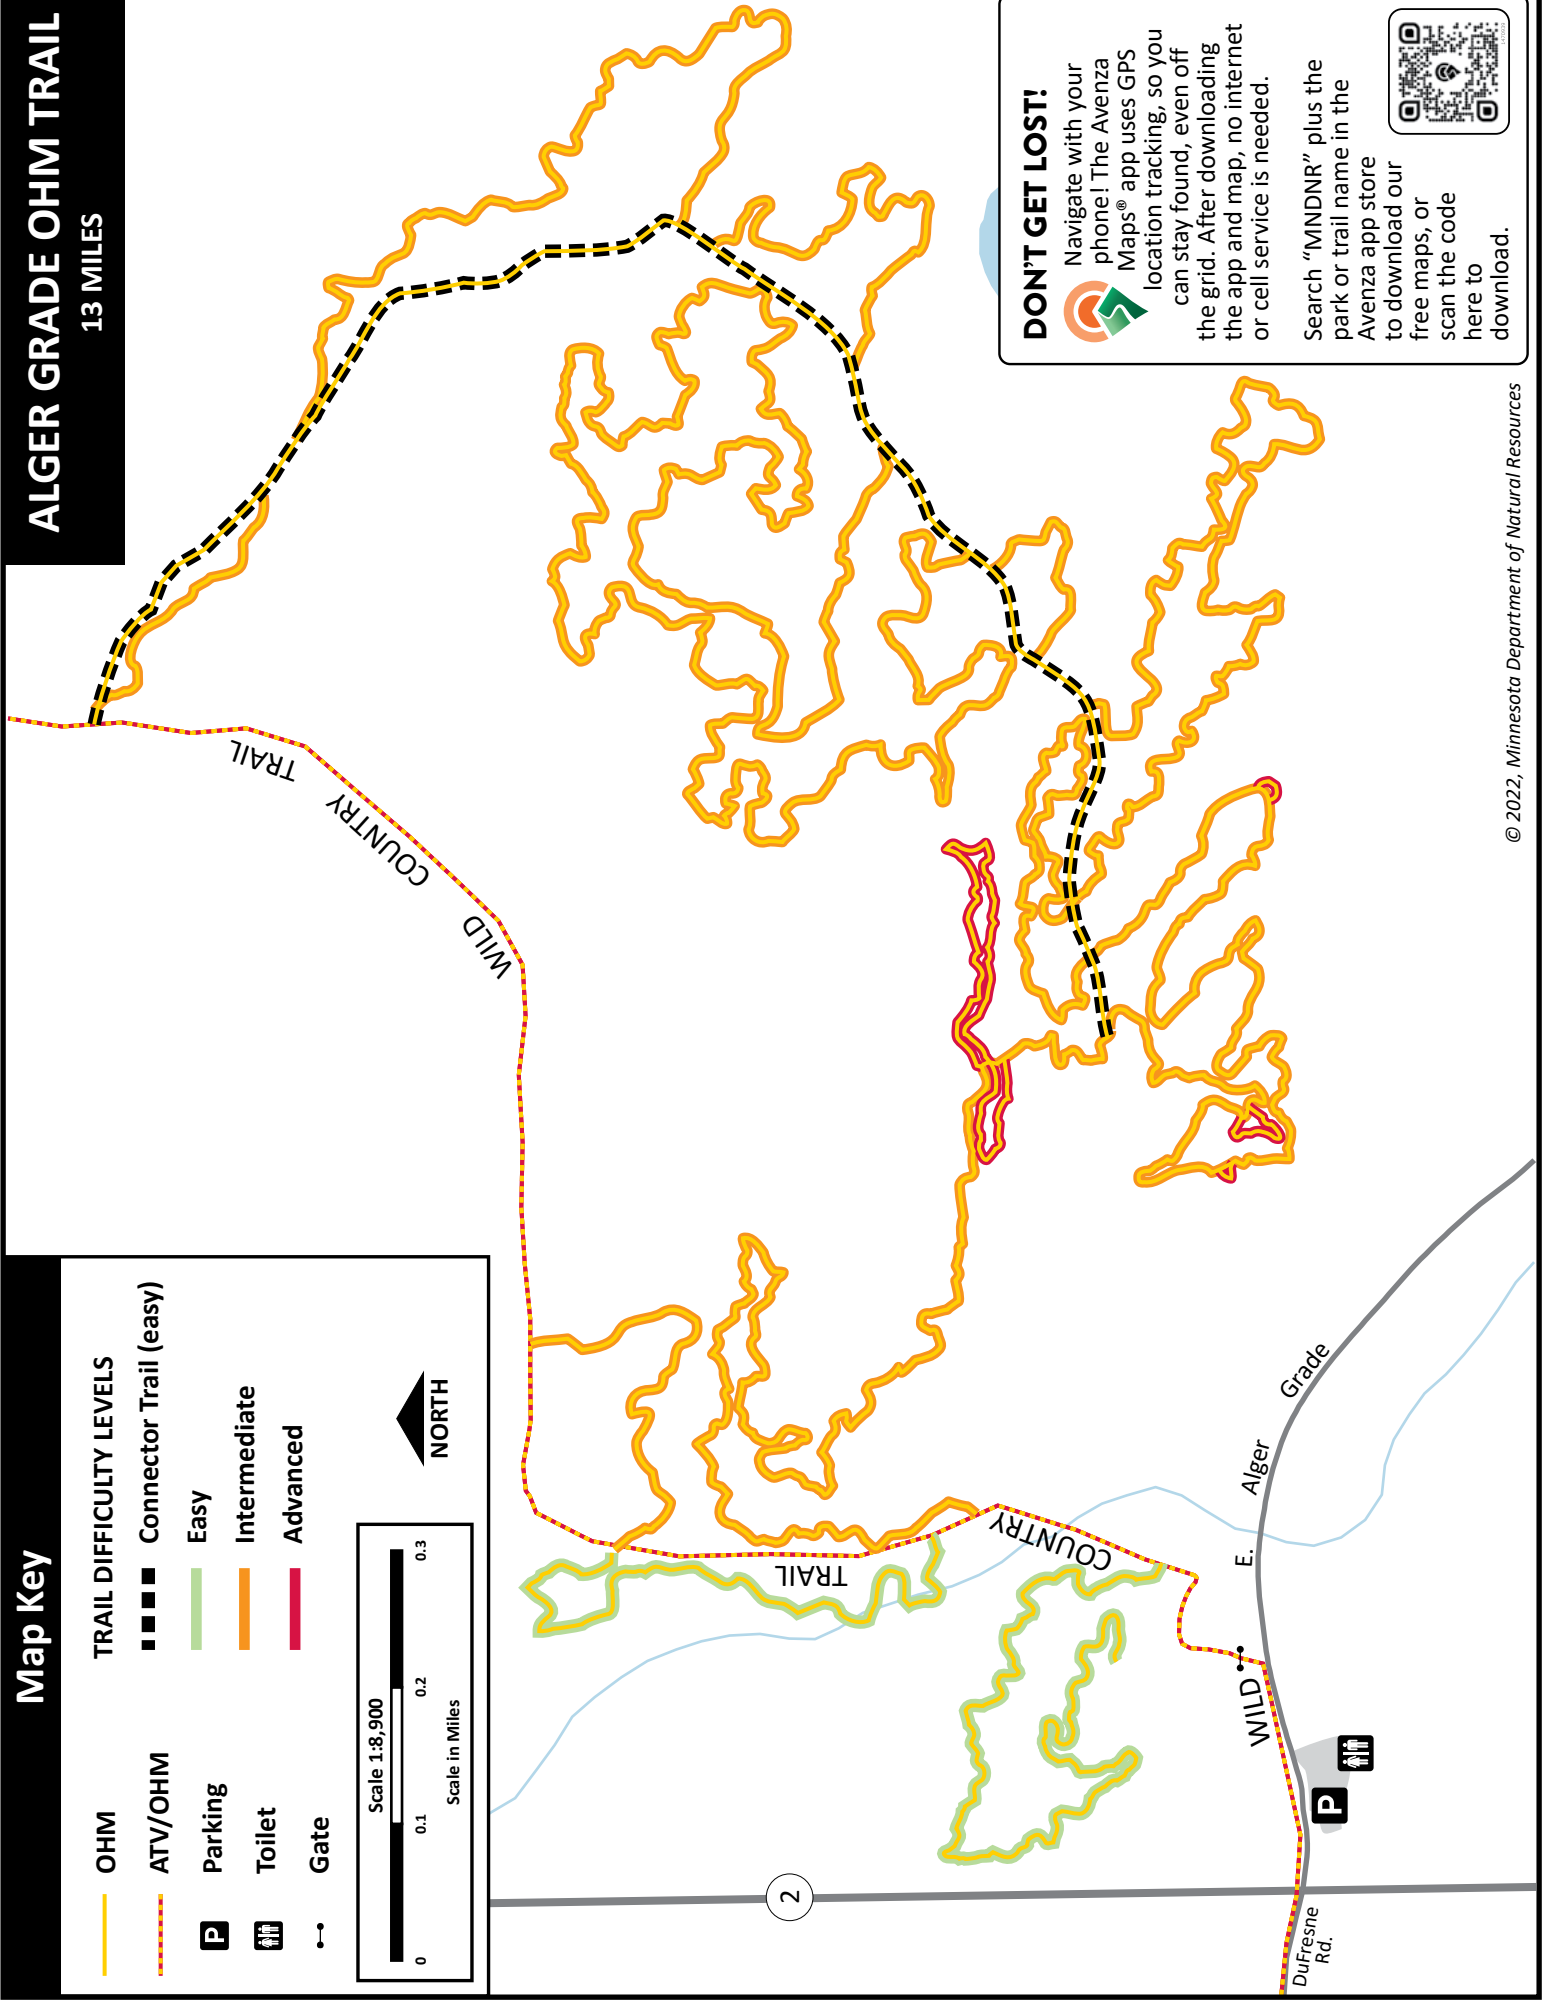 ALGER GRADE OHM TRAIL
13 MILES
Map Key
OHM
ATV/OHM
P Parking
Toilet
Gate
TRAIL DIFFICULTY LEVELS
Connector Trail (easy)
Easy
Intermediate
Advanced
Scale 1:8,900
0 0.1 0.2 0.3
Scale in Miles
NORTH
WILD
COUNTRY
TRAIL
TRAIL
COUNTRY
WILD
2
DuFresne
Rd.
P
E. Alger Grade
DON'T GET LOST!
Navigate with your
phone! The Avenza
Maps® app uses GPS
location tracking, so you
can stay found, even off
the grid. After downloading
the app and map, no internet
or cell service is needed.
Search “MNDNR” plus the
park or trail name in the
Avenza app store
to download our
free maps, or
scan the code
here to
download.
© 2022, Minnesota Department of Natural Resources